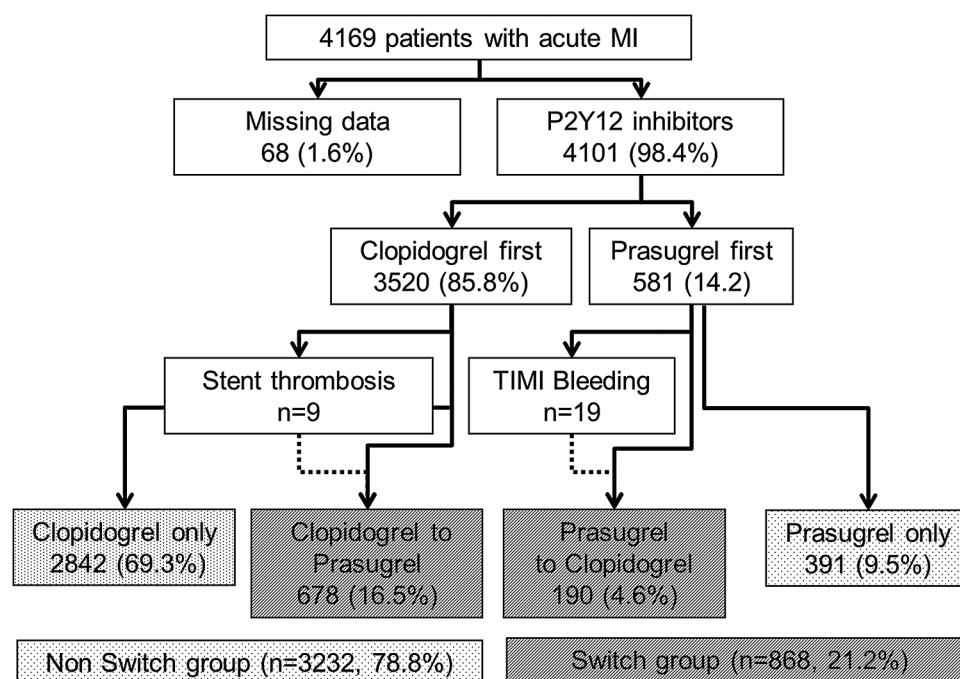 4169 patients with acute MI
Missing data
68 (1.6%)
P2Y12 inhibitors
4101 (98.4%)
Clopidogrel first
3520 (85.8%)
Prasugrel first
581 (14.2)
Stent thrombosis
n=9
TIMI Bleeding
n=19
Clopidogrel only
2842 (69.3%)
Clopidogrel to
Prasugrel
678 (16.5%)
Prasugrel
to Clopidogrel
190 (4.6%)
Prasugrel only
391 (9.5%)
Non Switch group (n=3232, 78.8%)
Switch group (n=868, 21.2%)